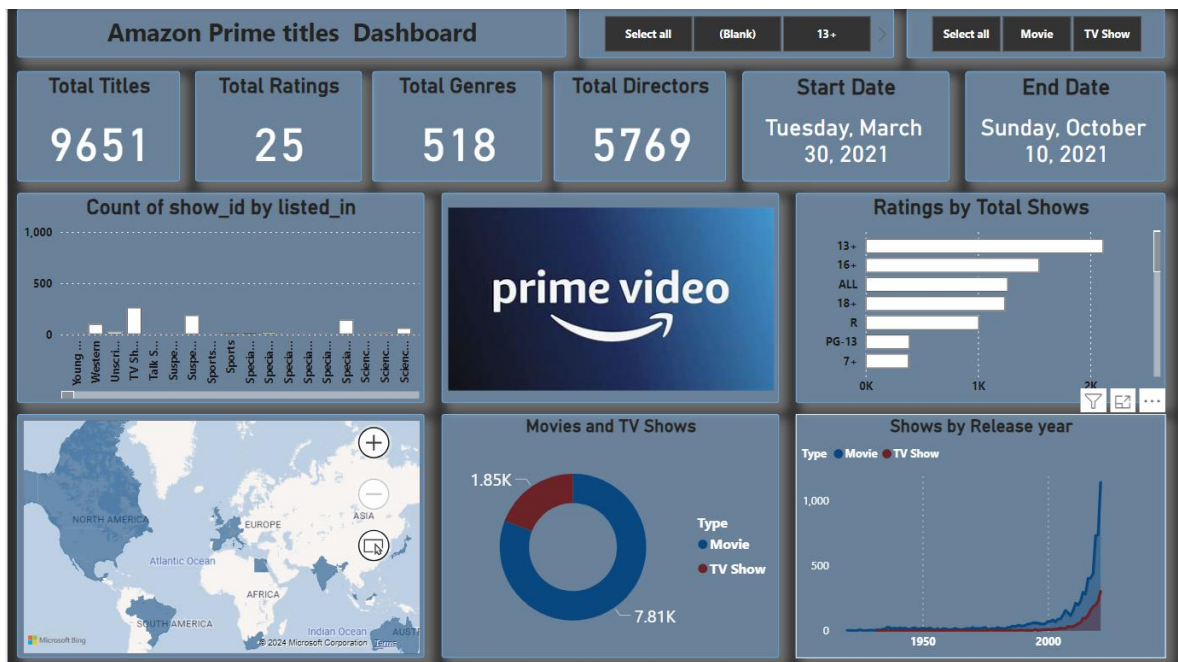 Amazon Prime titles Dashboard
Select all (Blank) 13+
Select all Movie TV Show
Total Titles
9651
Total Ratings
25
Total Genres
518
Total Directors
5769
Start Date
Tuesday, March
30, 2021
End Date
Sunday, October
10, 2021
Count of show_id by listed_in
1,000
500
0
Young ...
Western
Unscri...
TV Sh...
Talk S...
Suspe...
Suspe...
Sports...
Sports
Specia...
Specia...
Specia...
Specia...
Specia...
Specia...
Scienc...
Scienc...
Scienc...
prime video
Ratings by Total Shows
13+
16+
ALL
18+
R
PG-13
7+
0K 1K 2K
NORTH AMERICA
EUROPE
ASIA
Atlantic Ocean
AFRICA
SOUTH AMERICA
Indian Ocean
AUST
Microsoft Bing
© 2024 Microsoft Corporation Terms
Movies and TV Shows
1.85K
7.81K
Type
Movie
TV Show
Shows by Release year
Type Movie TV Show
1,000
500
0
1950 2000